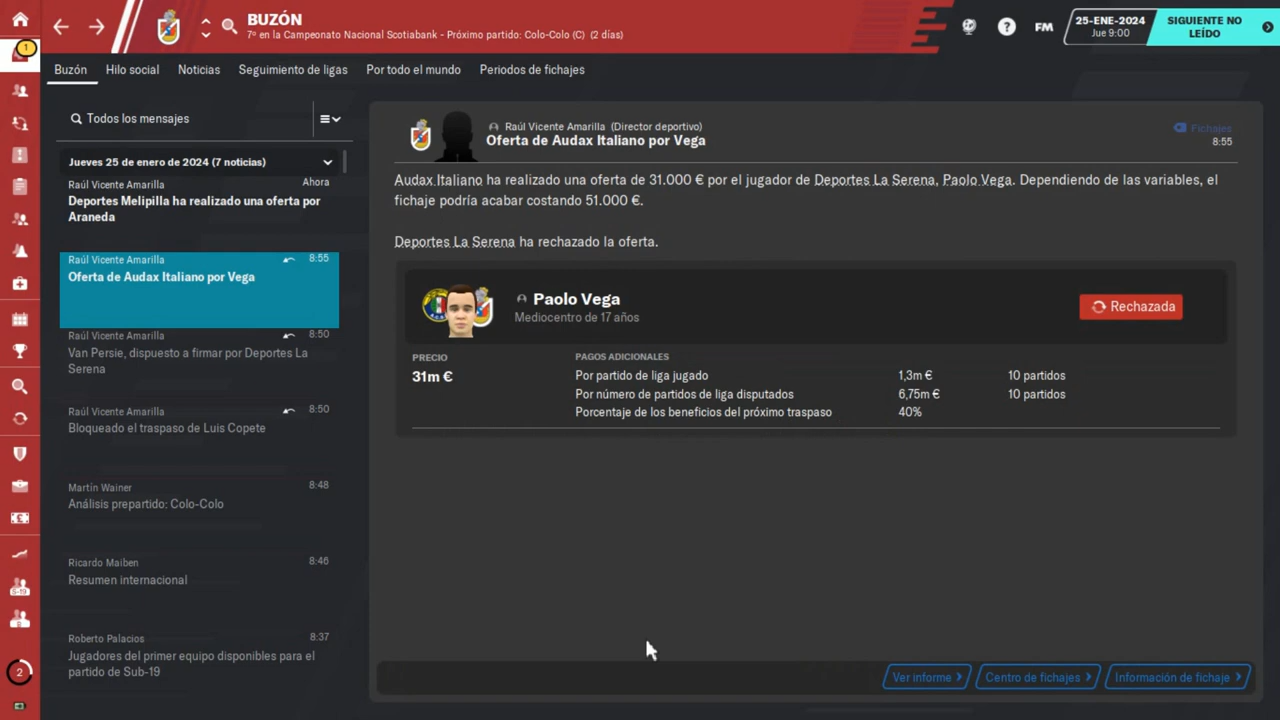 BUZÓN
7º en la Campeonato Nacional Scotiabank - Próximo partido: Colo-Colo (C) (2 días)
FM
25-ENE-2024
Jue 9:00
SIGUIENTE NO
LEÍDO
1
Buzón
Hilo social
Noticias
Seguimiento de ligas
Por todo el mundo
Periodos de fichajes
Todos los mensajes
Jueves 25 de enero de 2024 (7 noticias)
Raúl Vicente Amarilla
Ahora
Deportes Melipilla ha realizado una oferta por
Araneda
Raúl Vicente Amarilla
8:55
Oferta de Audax Italiano por Vega
Raúl Vicente Amarilla
8:50
Van Persie, dispuesto a firmar por Deportes La
Serena
Raúl Vicente Amarilla
8:50
Bloqueado el traspaso de Luis Copete
Martín Wainer
8:48
Análisis prepartido: Colo-Colo
Ricardo Maiben
8:46
Resumen internacional
Roberto Palacios
8:37
Jugadores del primer equipo disponibles para el
partido de Sub-19
S-19
2
Raúl Vicente Amarilla (Director deportivo)
Oferta de Audax Italiano por Vega
Fichajes
8:55
Audax Italiano ha realizado una oferta de 31.000 € por el jugador de Deportes La Serena, Paolo Vega. Dependiendo de las variables, el
fichaje podría acabar costando 51.000 €.
Deportes La Serena ha rechazado la oferta.
Paolo Vega
Mediocentro de 17 años
Rechazada
PRECIO
31m €
PAGOS ADICIONALES
Por partido de liga jugado 1,3m € 10 partidos
Por número de partidos de liga disputados 6,75m € 10 partidos
Porcentaje de los beneficios del próximo traspaso 40%
Ver informe
Centro de fichajes
Información de fichaje